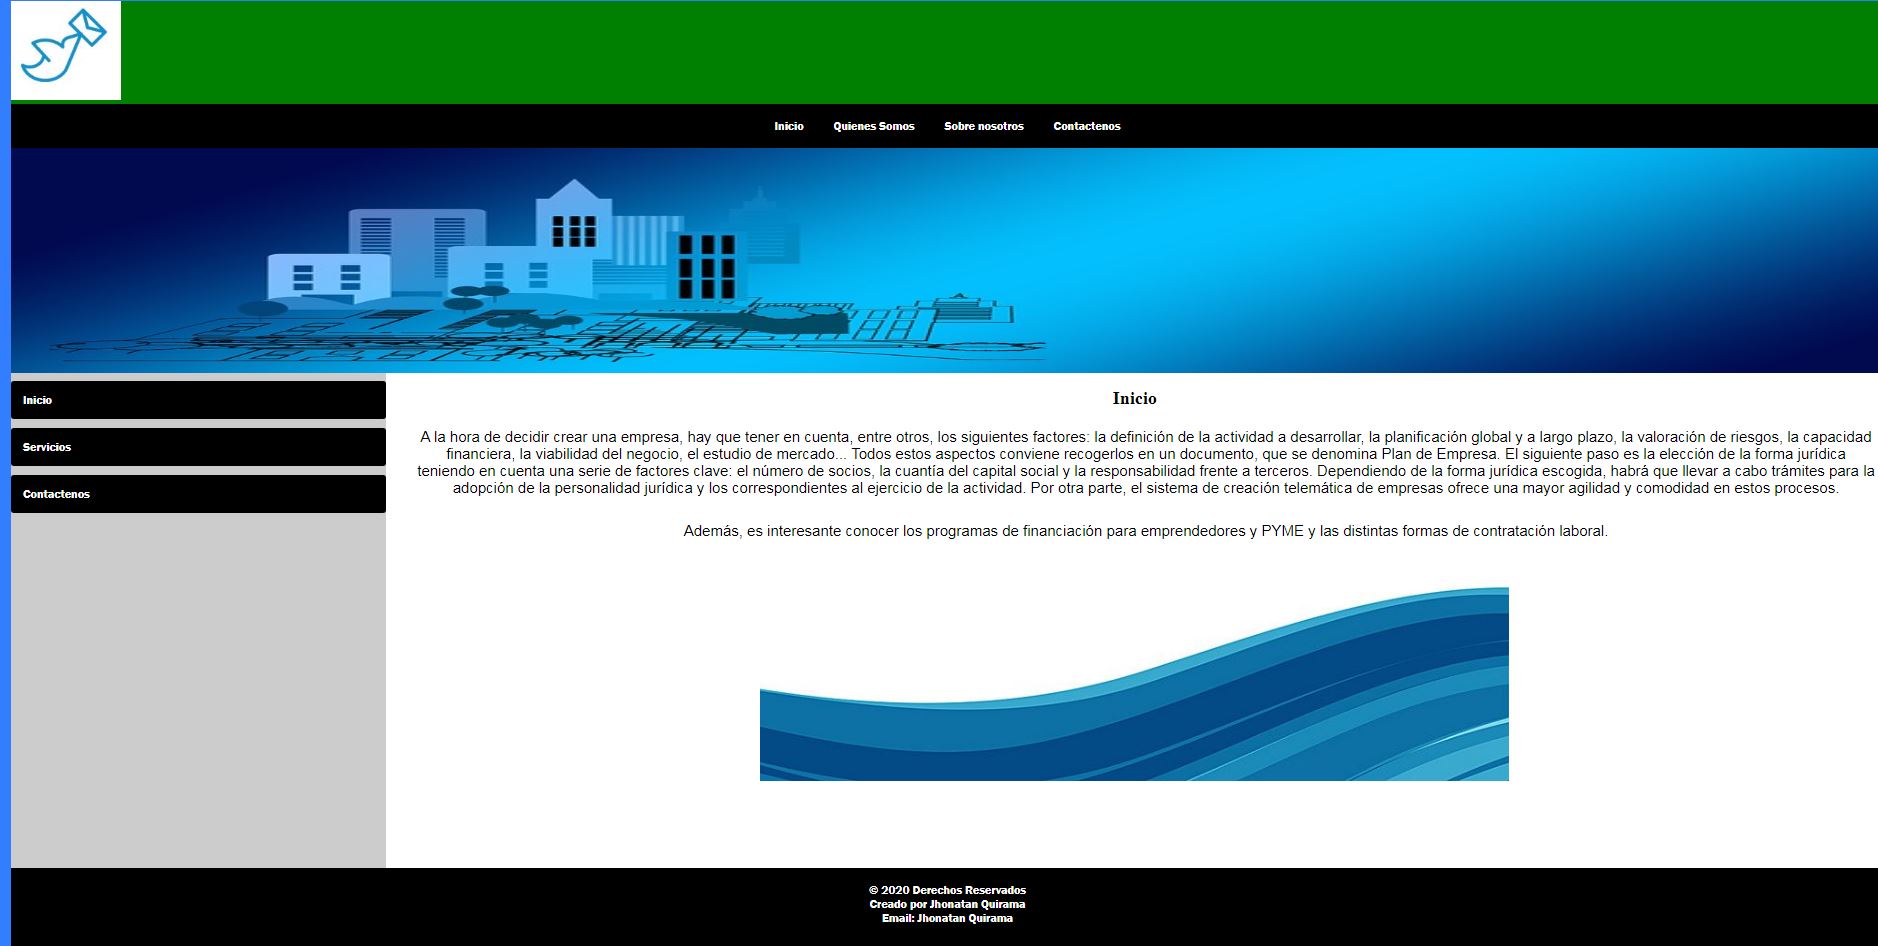 Inicio
Quienes Somos
Sobre nosotros
Contactenos
Inicio
Servicios
Contactenos
Inicio
A la hora de decidir crear una empresa, hay que tener en cuenta, entre otros, los siguientes factores: la definición de la actividad a desarrollar, la planificación global y a largo plazo, la valoración de riesgos, la capacidad
financiera, la viabilidad del negocio, el estudio de mercado... Todos estos aspectos conviene recogerlos en un documento, que se denomina Plan de Empresa. El siguiente paso es la elección de la forma jurídica
teniendo en cuenta una serie de factores clave: el número de socios, la cuantía del capital social y la responsabilidad frente a terceros. Dependiendo de la forma jurídica escogida, habrá que llevar a cabo trámites para la
adopción de la personalidad jurídica y los correspondientes al ejercicio de la actividad. Por otra parte, el sistema de creación telemática de empresas ofrece una mayor agilidad y comodidad en estos procesos.
Además, es interesante conocer los programas de financiación para emprendedores y PYME y las distintas formas de contratación laboral.
© 2020 Derechos Reservados
Creado por Jhonatan Quirama
Email: Jhonatan Quirama